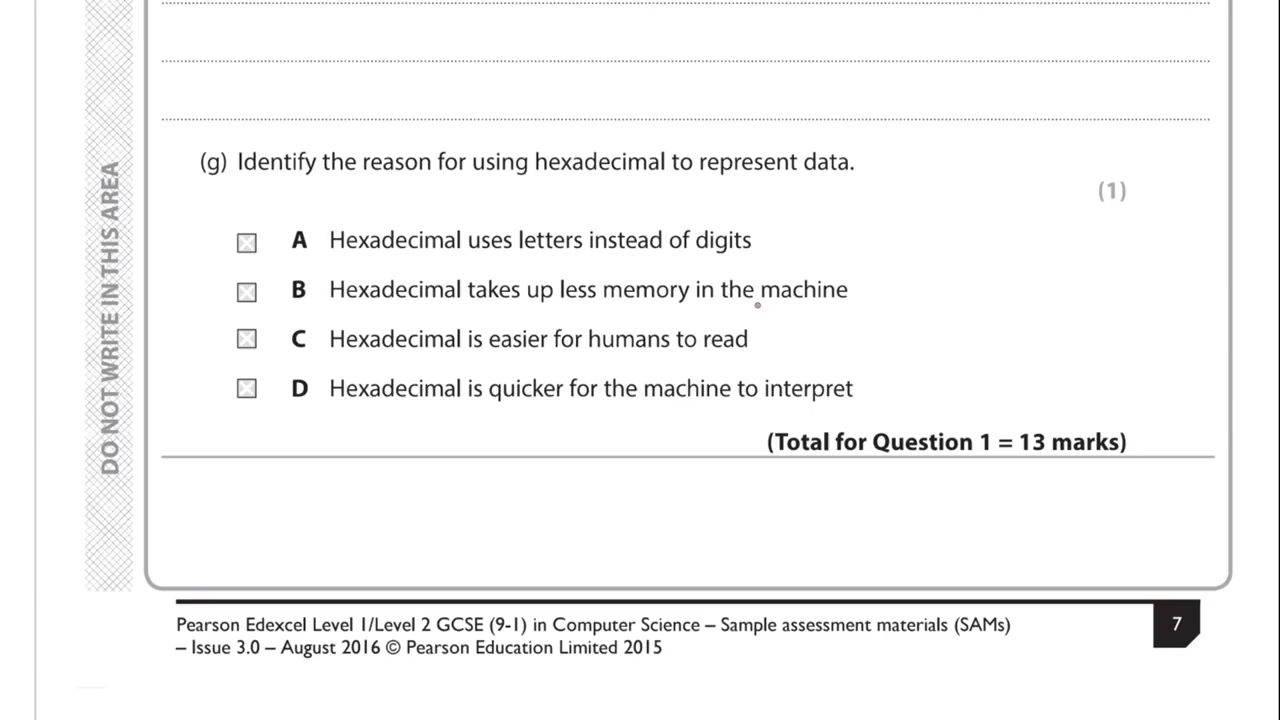 (g) Identify the reason for using hexadecimal to represent data.
(1)
A Hexadecimal uses letters instead of digits
B Hexadecimal takes up less memory in the machine
C Hexadecimal is easier for humans to read
D Hexadecimal is quicker for the machine to interpret
(Total for Question 1 = 13 marks)
DO NOT WRITE IN THIS AREA
Pearson Edexcel Level 1/Level 2 GCSE (9-1) in Computer Science – Sample assessment materials (SAMs)
– Issue 3.0 – August 2016 © Pearson Education Limited 2015
7